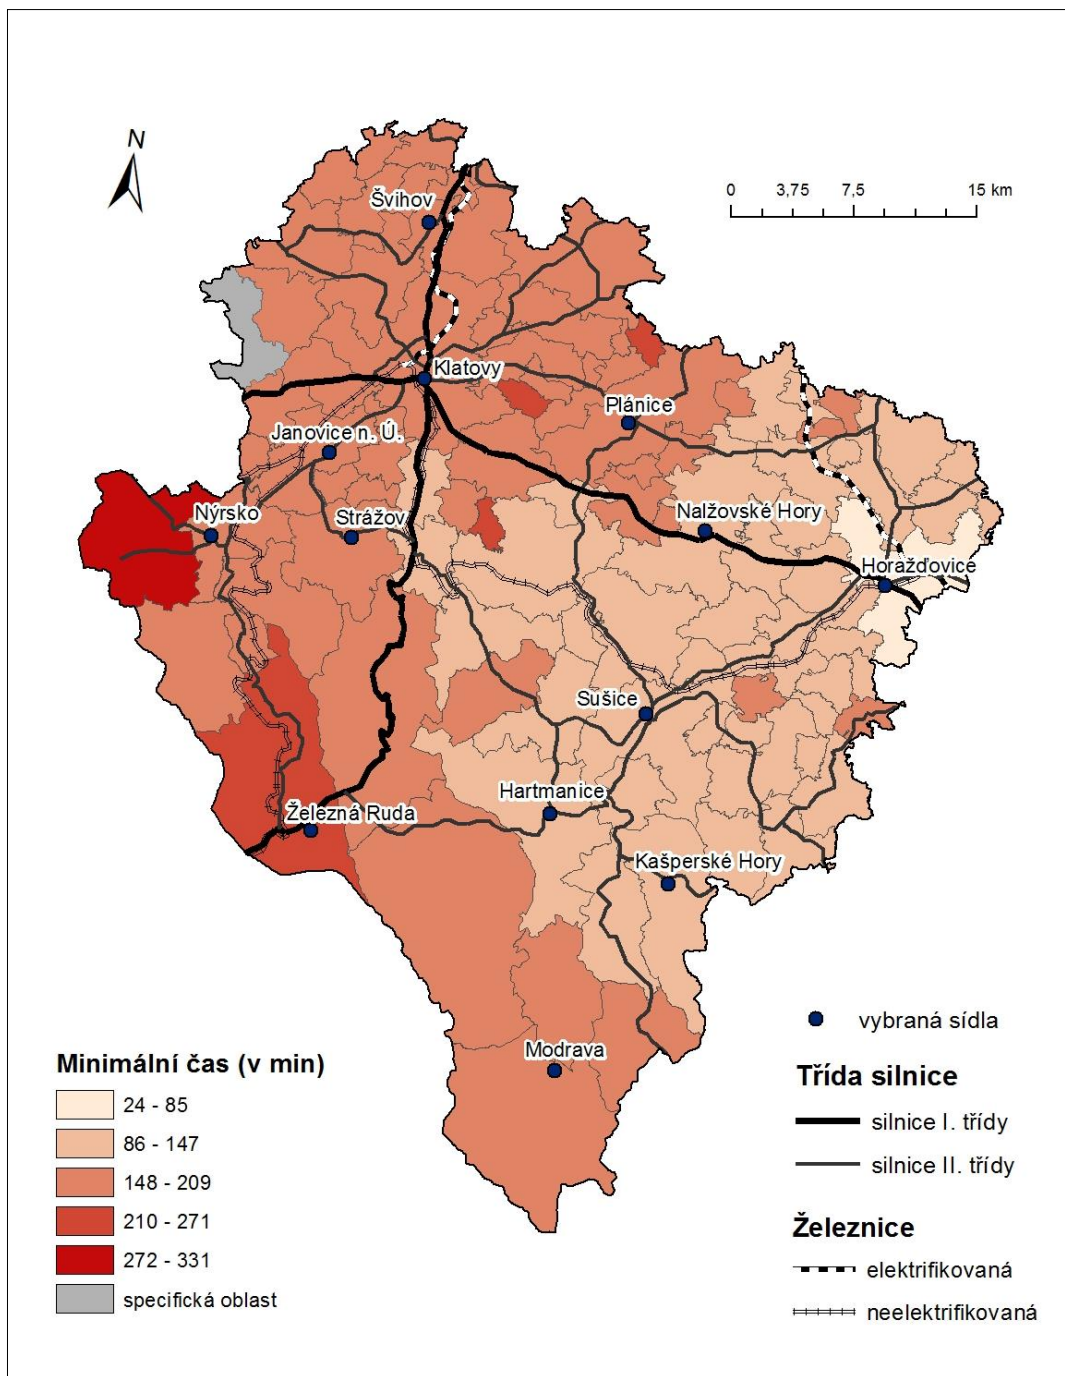 N
0 3,75 7,5 15 km
Švihov
Klatovy
Plánice
Janovice n. Ú.
Nýrsko
Strážov
Nalžovské Hory
Horažďovice
Sušice
Hartmanice
Železná Ruda
Kašperské Hory
Modrava
Minimální čas (v min)
24 - 85
86 - 147
148 - 209
210 - 271
272 - 331
specifická oblast
vybraná sídla
Třída silnice
silnice I. třídy
silnice II. třídy
Železnice
elektrifikovaná
neelektrifikovaná